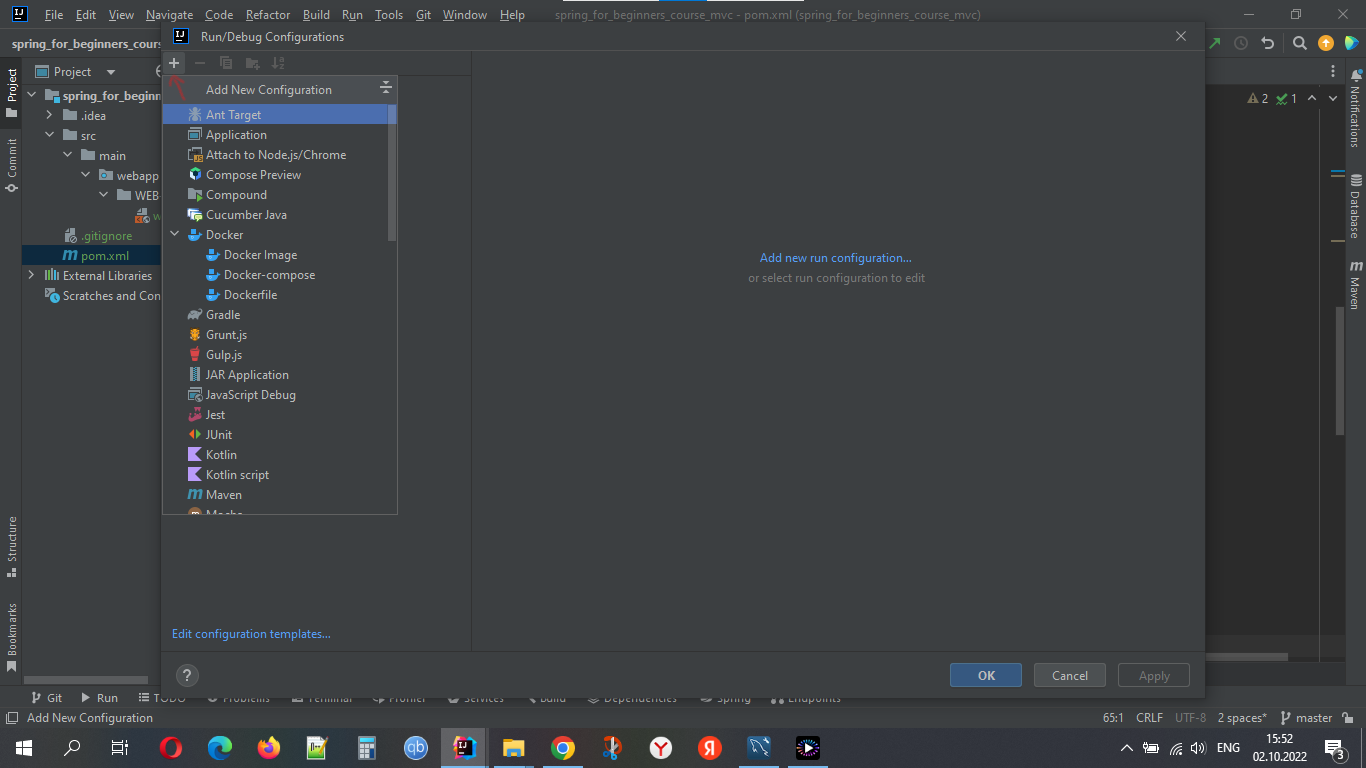 File Edit View Navigate Code Refactor Build Run Tools Git Window Help spring_for_beginners_course_mvc - pom.xml (spring_for_beginners_course_mvc)
Run/Debug Configurations
spring_for_beginners_cours
Project
Add New Configuration
Ant Target
Application
Attach to Node.js/Chrome
Compose Preview
Compound
Cucumber Java
Docker
Docker Image
Docker-compose
Dockerfile
Gradle
Grunt.js
Gulp.js
JAR Application
JavaScript Debug
Jest
JUnit
Kotlin
Kotlin script
Maven
Mocha
spring_for_beginn
.idea
src
main
webapp
WEB
w
.gitignore
pom.xml
External Libraries
Scratches and Con
Project
Commit
Structure
Bookmarks
Add new run configuration...
or select run configuration to edit
2 1
Notifications
Database
Maven
Edit configuration templates...
? OK Cancel Apply
Git Run TODO Problems Terminal Profiler Services Build Dependencies Spring Endpoints
Add New Configuration 65:1 CRLF UTF-8 2 spaces* master
ENG 15:52
02.10.2022
3